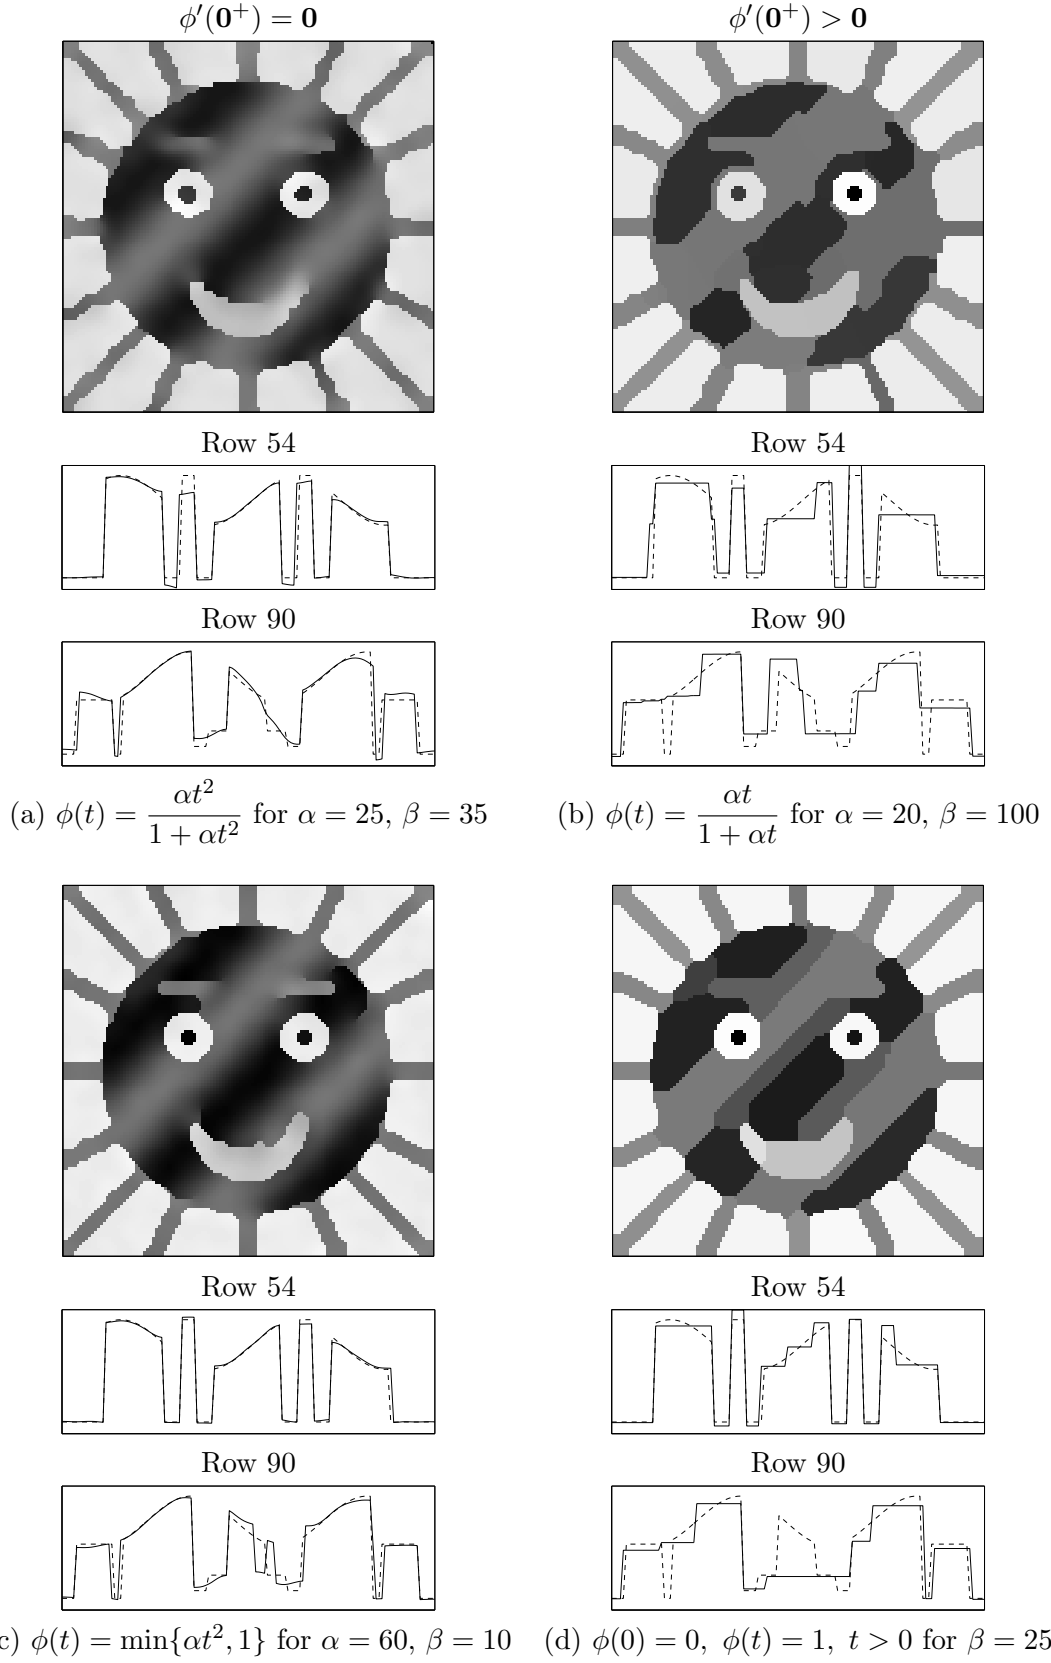 ϕ′(0⁺) = 0
ϕ′(0⁺) > 0
Row 54
Row 54
Row 90
Row 90
(a) ϕ(t) = αt² / (1 + αt²) for α = 25, β = 35
(b) ϕ(t) = αt / (1 + αt) for α = 20, β = 100
Row 54
Row 54
Row 90
Row 90
c) ϕ(t) = min{αt², 1} for α = 60, β = 10
(d) ϕ(0) = 0, ϕ(t) = 1, t > 0 for β = 25